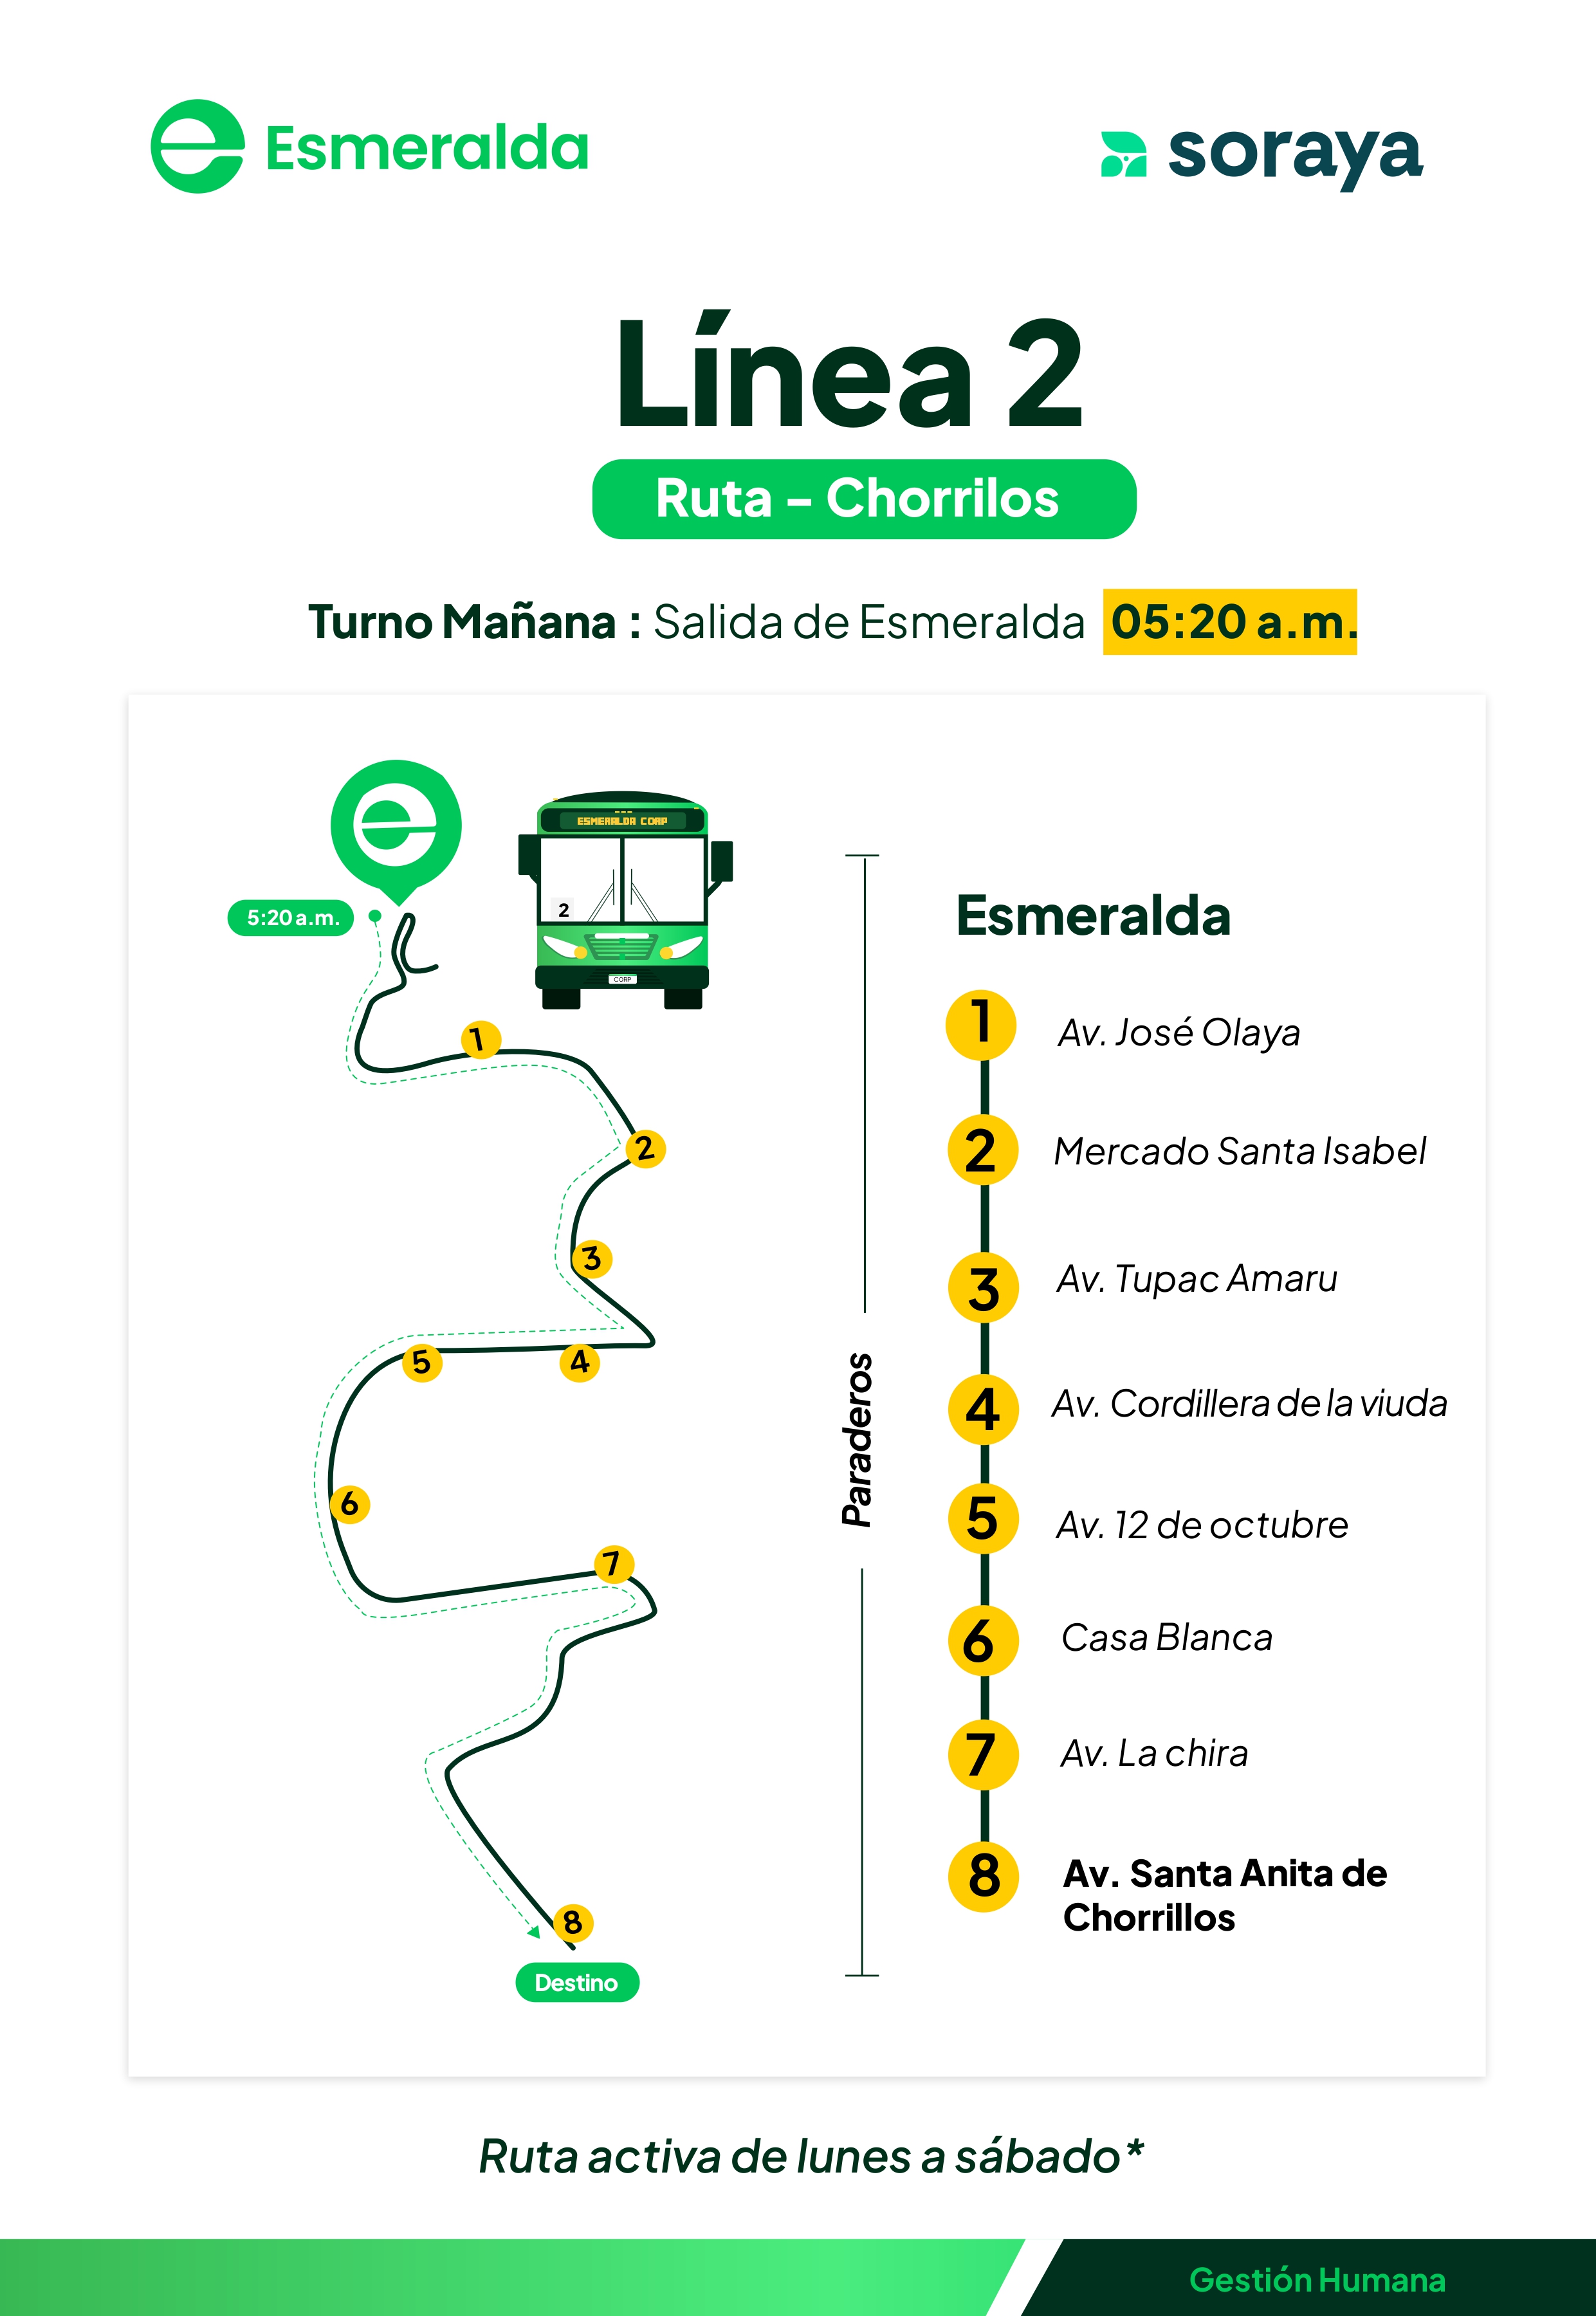 Esmeralda
soraya
Línea 2
Ruta - Chorrilos
Turno Mañana : Salida de Esmeralda 05:20 a.m.
ESMERALDA CORP
2
CORP
5:20 a.m.
1
2
3
4
5
6
7
8
Destino
Paraderos
Esmeralda
1 Av. José Olaya
2 Mercado Santa Isabel
3 Av. Tupac Amaru
4 Av. Cordillera de la viuda
5 Av. 12 de octubre
6 Casa Blanca
7 Av. La chira
8 Av. Santa Anita de
Chorrillos
Ruta activa de lunes a sábado*
Gestión Humana